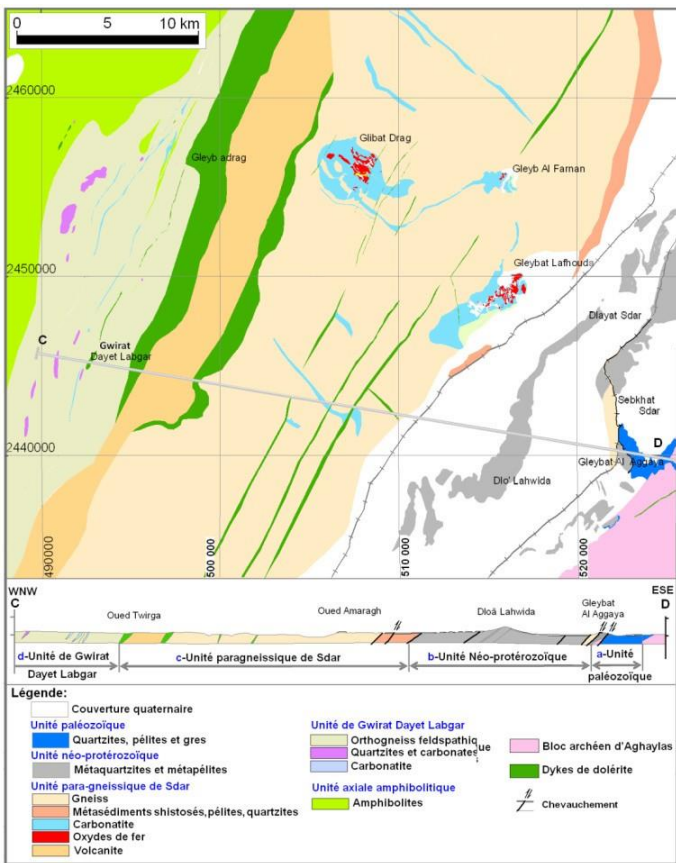 0 5 10 km
2460000
Gleyb adrag
Glibat Drag
Gleyb Al Farnan
2450000
Gleybat Lafhouds
Dlayat Sdar
C
Gwirat
Dayet Labgar
Sebkhat
Sdar
2440000
D
Gleybat Al Aggaya
Dlo' Lahwida
490000
500 000
510 000
520 000
WNW
ESE
C
D
Oued Twirga
Oued Amaragh
Dloâ Lahwida
Gleybat
Al Aggaya
d-Unité de Gwirat
Dayet Labgar
c-Unité paragneissique de Sdar
b-Unité Néo-protérozoïque
a-Unité
paléozoïque
Légende:
Couverture quaternaire
Unité paléozoïque
Quartzites, pélites et gres
Unité néo-protérozoïque
Métaquartzites et métapélites
Unité para-gneissique de Sdar
Gneiss
Métasédiments shistosés, pélites, quartzites
Carbonatite
Oxydes de fer
Volcanite
Unité de Gwirat Dayet Labgar
Orthogneiss feldspathiq
Quartzites et carbonates
Carbonatite
Unité axiale amphibolitique
Amphibolites
Bloc archéen d'Aghaylas
Dykes de dolérite
Chevauchement